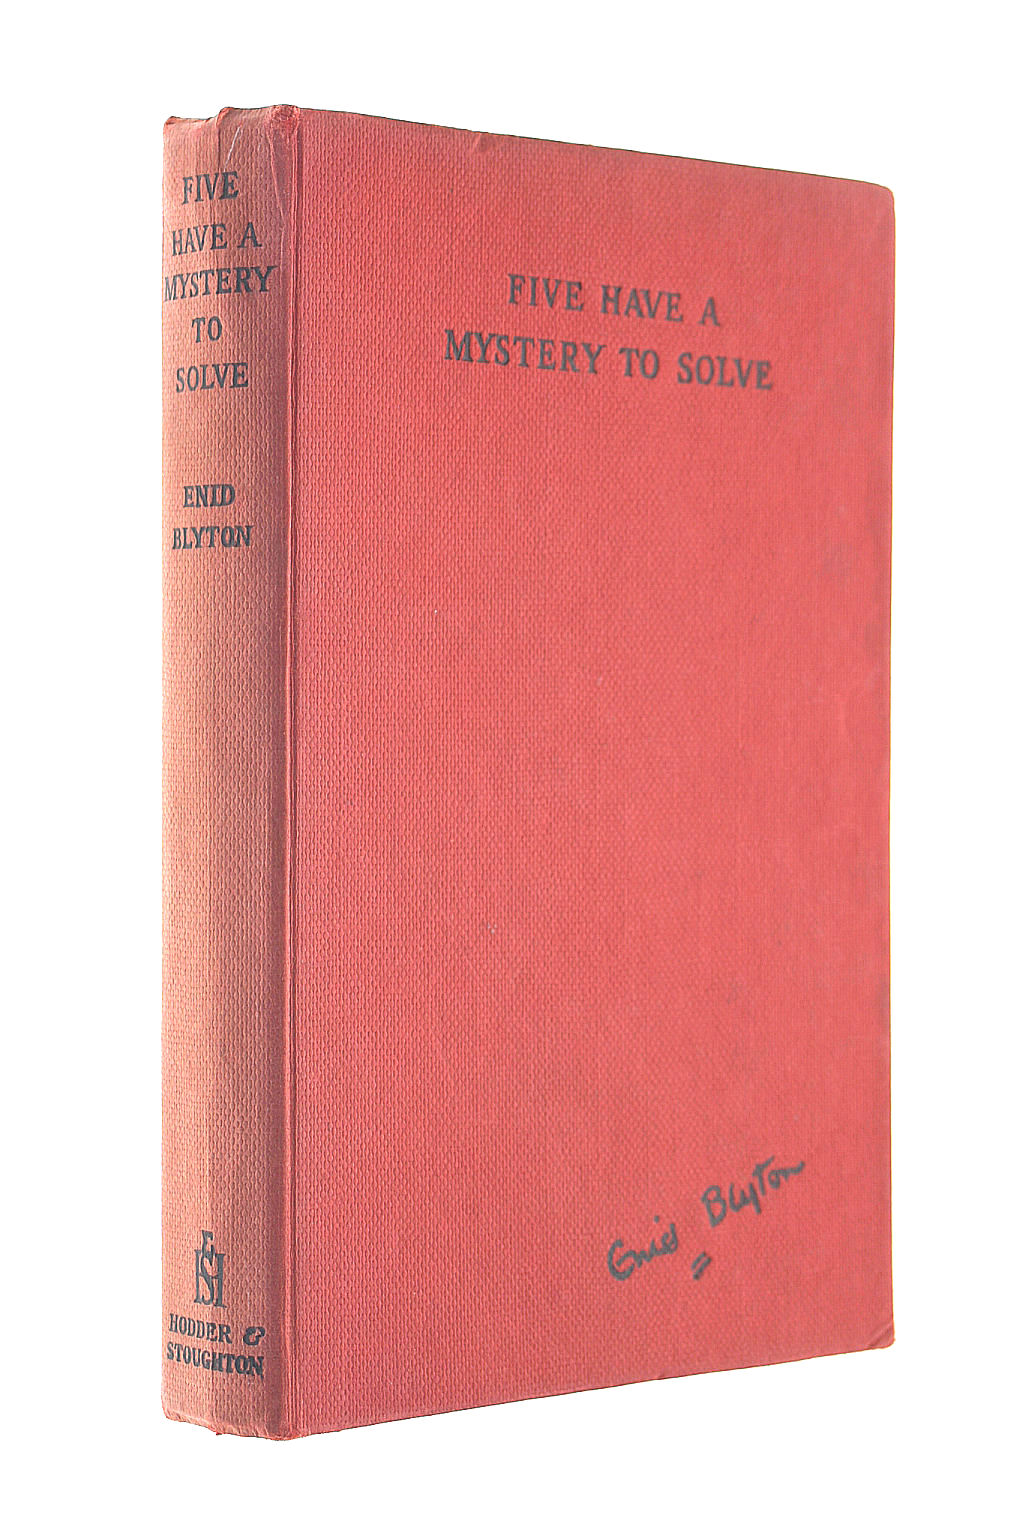 FIVE
HAVE A
MYSTERY
TO
SOLVE
ENID
BLYTON
HODDER &
STOUGHTON
FIVE HAVE A
MYSTERY TO SOLVE
Enid Blyton